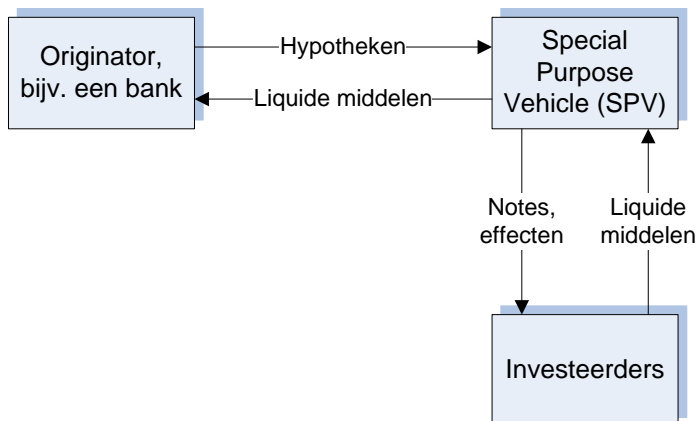 Originator,
bijv. een bank
Hypotheken
Liquide middelen
Special
Purpose
Vehicle (SPV)
Notes,
effecten
Liquide
middelen
Investeerders